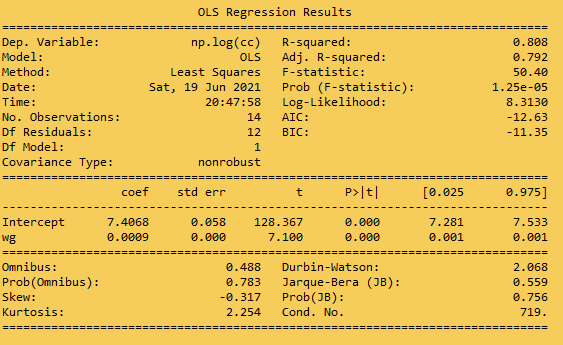 OLS Regression Results
==============================================================================
Dep. Variable:             np.log(cc)   R-squared:                       0.808
Model:                            OLS   Adj. R-squared:                  0.792
Method:                 Least Squares   F-statistic:                     50.40
Date:                Sat, 19 Jun 2021   Prob (F-statistic):           1.25e-05
Time:                        20:47:58   Log-Likelihood:                 8.3130
No. Observations:                  14   AIC:                            -12.63
Df Residuals:                      12   BIC:                            -11.35
Df Model:                           1
Covariance Type:            nonrobust
==============================================================================
                 coef    std err          t      P>|t|      [0.025      0.975]
------------------------------------------------------------------------------
Intercept      7.4068      0.058    128.367      0.000       7.281       7.533
wg             0.0009      0.000      7.100      0.000       0.001       0.001
==============================================================================
Omnibus:                        0.488   Durbin-Watson:                   2.068
Prob(Omnibus):                  0.783   Jarque-Bera (JB):                0.559
Skew:                          -0.317   Prob(JB):                        0.756
Kurtosis:                       2.254   Cond. No.                         719.
==============================================================================